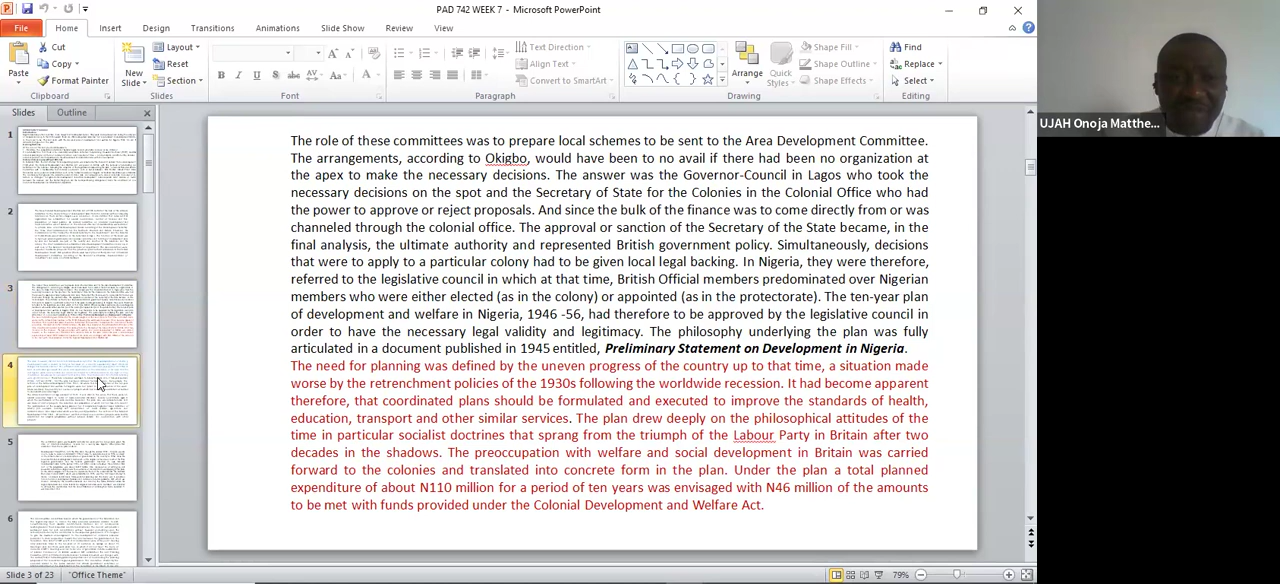 PAD 742 WEEK 7 - Microsoft PowerPoint
File Home Insert Design Transitions Animations Slide Show Review View
Cut
Copy
Format Painter
Paste
Clipboard
New
Slide
Layout
Reset
Section
Slides
Font
Paragraph
Text Direction
Align Text
Convert to SmartArt
Arrange
Quick
Styles
Shape Fill
Shape Outline
Shape Effects
Drawing
Find
Replace
Select
Editing
Slides Outline
1
2
3
4
5
6
The role of these committees was to prepare local schemes to be sent to the Area Development Committee.
The arrangements, according to Okigbo, would have been to no avail if there had been no organization at
the apex to make the necessary decisions. The answer was the Governor-Council in Lagos who took the
necessary decisions on the spot and the Secretary of State for the Colonies in the Colonial Office who had
the power to approve or reject proposals. And since the bulk of the finance was to come directly from or was
channelled through the colonial office. The approval or sanction of the Secretary of State became, in the
final analysis, the ultimate authority and represented British government policy. Simultaneously, decisions
that were to apply to a particular colony had to be given local legal backing. In Nigeria, they were therefore,
referred to the legislative council in which, at that time, British Official members predominated over Nigerian
members who were either elected (as in the colony) or appointed (as in the protectorate). The ten-year plan
of development and welfare in Nigeria, 1946 -56, had therefore to be approved by the legislative council in
order to have the necessary authority and legitimacy. The philosophy underlying the plan was fully
articulated in a document published in 1945entitled, Preliminary Statement on Development in Nigeria.
The need for planning was dictated by the uneven progress of the country up to that time, a situation made
worse by the retrenchment policy of the 1930s following the worldwide recession. It had become apparent
therefore, that coordinated plans should be formulated and executed to improve the standards of health,
education, transport and other similar services. The plan drew deeply on the philosophical attitudes of the
time in particular socialist doctrines that sprang from the triumph of the Labour Party in Britain after two
decades in the shadows. The preoccupation with welfare and social development in Britain was carried
forward to the colonies and translated into concrete form in the plan. Under the plan a total planned
expenditure of about N110 million for a period of ten years was envisaged with N46 million of the amounts
to be met with funds provided under the Colonial Development and Welfare Act.
UJAH Onoja Matthe...
Slide 3 of 23 "Office Theme" 79%